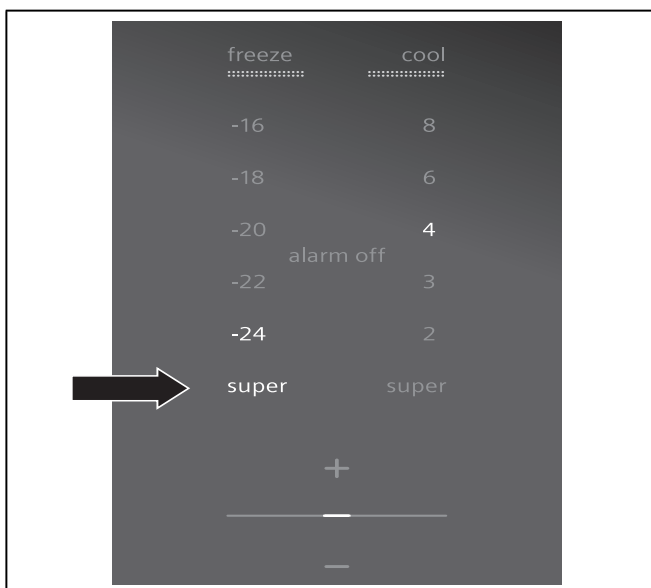 freeze cool
-16 8
-18 6
-20 4
alarm off
-22 3
-24 2
super super
+
—